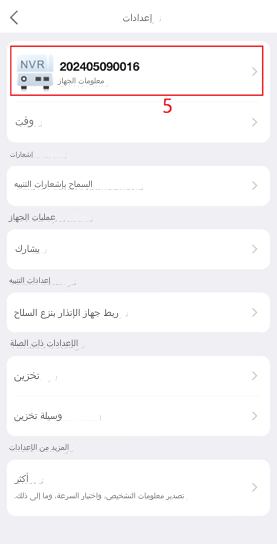 إعدادات
NVR
202405090016
معلومات الجهاز
5
وقت
إشعارات
السماح بإشعارات التنبيه
عمليات الجهاز
يشارك
إعدادات التنبيه
ربط جهاز الإنذار بنزع السلاح
الإعدادات ذات الصلة
تخزين
وسيلة تخزين
المزيد من الإعدادات
أكثر
تصدير معلومات التشخيص، واختبار السرعة، وما إلى ذلك.